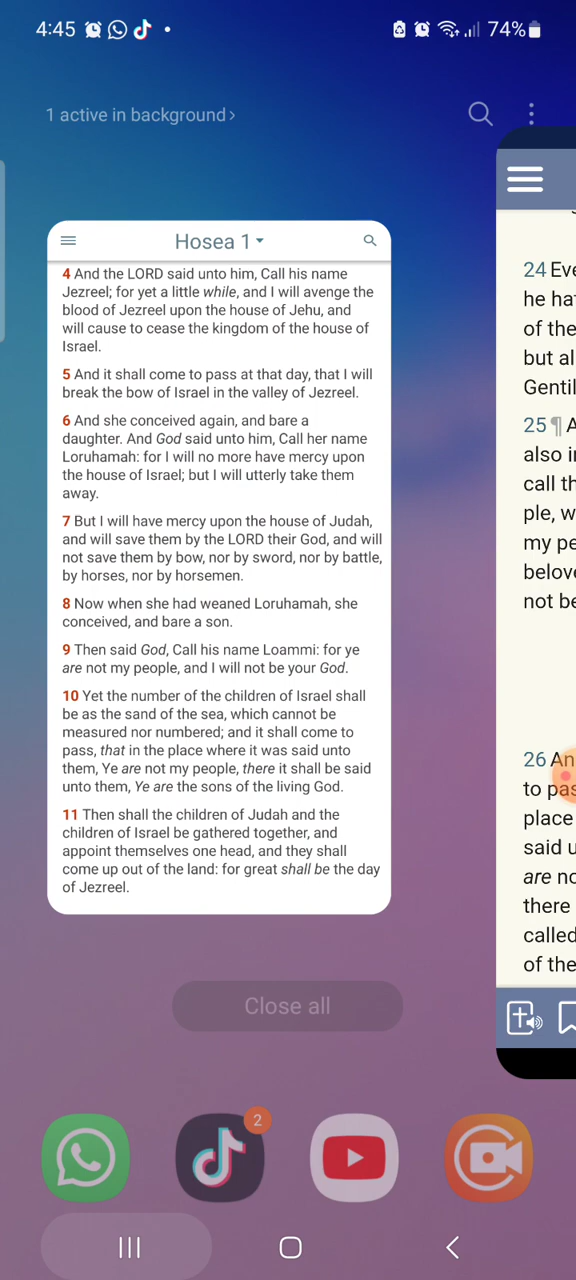 4:45
74%
1 active in background >
Hosea 1
4 And the LORD said unto him, Call his name
Jezreel; for yet a little while, and I will avenge the
blood of Jezreel upon the house of Jehu, and
will cause to cease the kingdom of the house of
Israel.
5 And it shall come to pass at that day, that I will
break the bow of Israel in the valley of Jezreel.
6 And she conceived again, and bare a
daughter. And God said unto him, Call her name
Loruhamah: for I will no more have mercy upon
the house of Israel; but I will utterly take them
away.
7 But I will have mercy upon the house of Judah,
and will save them by the LORD their God, and will
not save them by bow, nor by sword, nor by battle,
by horses, nor by horsemen.
8 Now when she had weaned Loruhamah, she
conceived, and bare a son.
9 Then said God, Call his name Loammi: for ye
are not my people, and I will not be your God.
10 Yet the number of the children of Israel shall
be as the sand of the sea, which cannot be
measured nor numbered; and it shall come to
pass, that in the place where it was said unto
them, Ye are not my people, there it shall be said
unto them, Ye are the sons of the living God.
11 Then shall the children of Judah and the
children of Israel be gathered together, and
appoint themselves one head, and they shall
come up out of the land: for great shall be the day
of Jezreel.
24 Eve
he ha
of the
but al
Gentil
25 ¶ A
also i
call th
ple, w
my pe
belove
not be
26 An
to pas
place
said u
are no
there
called
of the
Close all
2